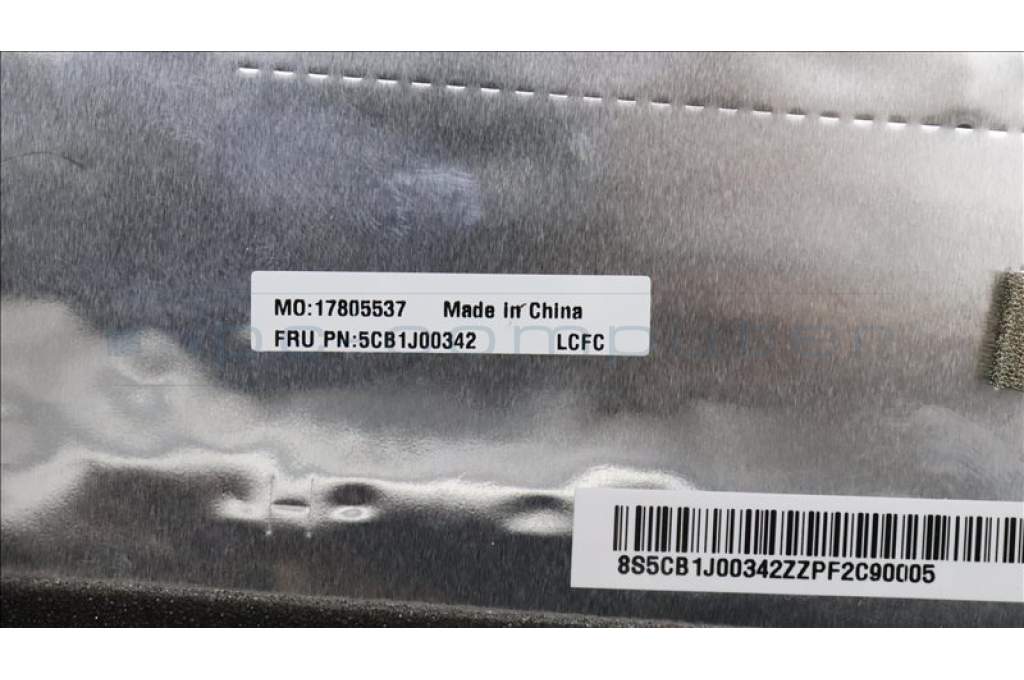 MO:17805537 Made in China
FRU PN:5CB1J00342 LCFC
8S5CB1J00342ZZPF2C90005